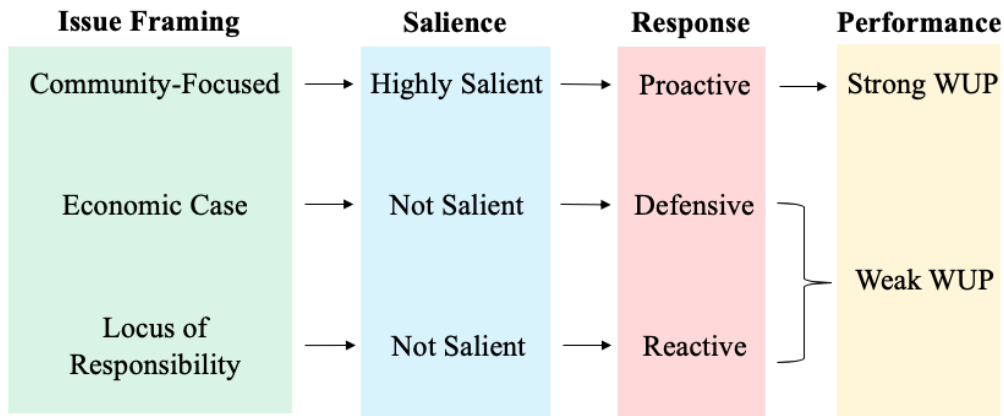 Issue Framing Salience Response Performance
Community-Focused Highly Salient Proactive Strong WUP
Economic Case Not Salient Defensive
Weak WUP
Locus of
Responsibility Not Salient Reactive